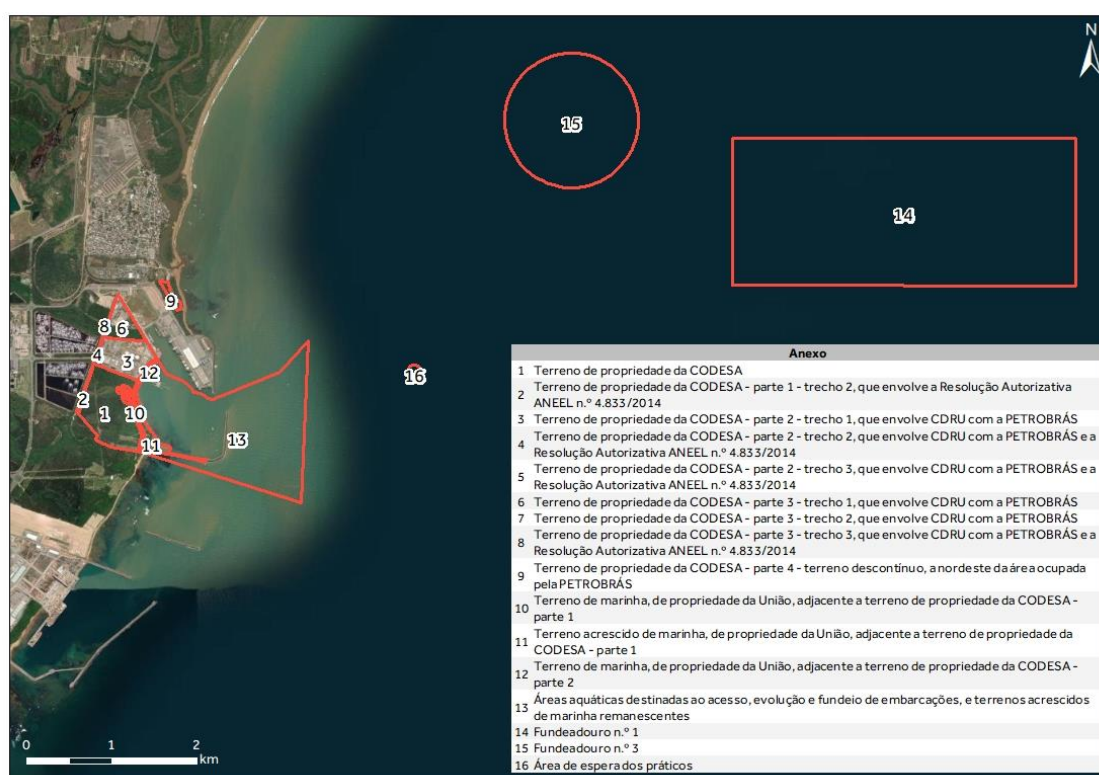 N
15
14
9
8
6
4
3
12
16
2
1
10
11
13
Anexo
1 Terreno de propriedade da CODESA
2 Terreno de propriedade da CODESA - parte 1 - trecho 2, que envolve a Resolução Autorizativa
ANEEL n.º 4.833/2014
3 Terreno de propriedade da CODESA - parte 2 - trecho 1, que envolve CDRU com a PETROBRÁS
4 Terreno de propriedade da CODESA - parte 2 - trecho 2, que envolve CDRU com a PETROBRÁS e a
Resolução Autorizativa ANEEL n.º 4.833/2014
5 Terreno de propriedade da CODESA - parte 2 - trecho 3, que envolve CDRU com a PETROBRÁS e a
Resolução Autorizativa ANEEL n.º 4.833/2014
6 Terreno de propriedade da CODESA - parte 3 - trecho 1, que envolve CDRU com a PETROBRÁS
7 Terreno de propriedade da CODESA - parte 3 - trecho 2, que envolve CDRU com a PETROBRÁS
8 Terreno de propriedade da CODESA - parte 3 - trecho 3, que envolve CDRU com a PETROBRÁS e a
Resolução Autorizativa ANEEL n.º 4.833/2014
9 Terreno de propriedade da CODESA - parte 4 - terreno descontínuo, a nordeste da área ocupada
pela PETROBRÁS
10 Terreno de marinha, de propriedade da União, adjacente a terreno de propriedade da CODESA -
parte 1
11 Terreno acrescido de marinha, de propriedade da União, adjacente a terreno de propriedade da
CODESA - parte 1
12 Terreno de marinha, de propriedade da União, adjacente a terreno de propriedade da CODESA -
parte 2
13 Áreas aquáticas destinadas ao acesso, evolução e fundeio de embarcações, e terrenos acrescidos
de marinha remanescentes
14 Fundeadouro n.º 1
15 Fundeadouro n.º 3
16 Área de espera dos práticos
0 1 2
km